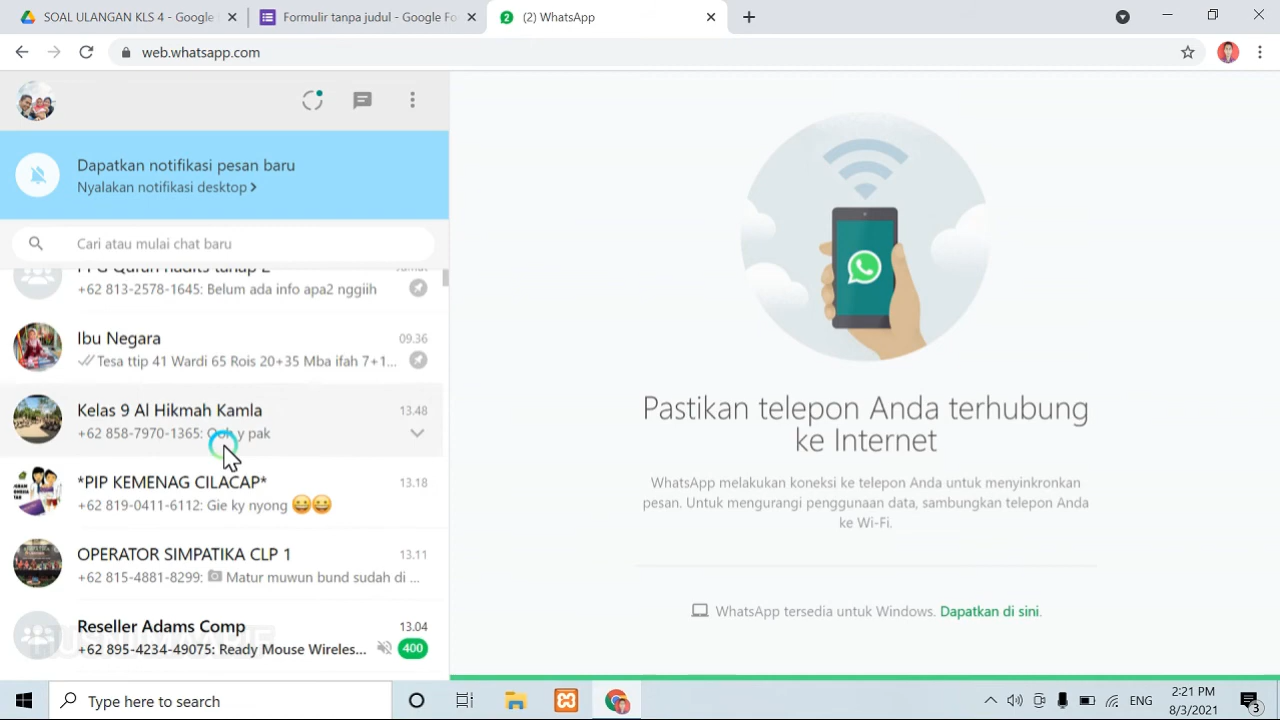 SOAL ULANGAN KLS 4 - Google
Formulir tanpa judul - Google Fo
(2) WhatsApp
web.whatsapp.com
Dapatkan notifikasi pesan baru
Nyalakan notifikasi desktop >
Cari atau mulai chat baru
+62 813-2576-1645: Belum ada info apa2 nggiih
Ibu Negara 09.36
Tesa ttip 41 Wardi 65 Rois 20+35 Mba ifah 7+1...
Kelas 9 Al Hikmah Kamla 13.48
+62 858-7970-1365: y pak
*PIP KEMENAG CILACAP* 13.18
+62 819-0411-6112: Gie ky nyong 😀😀
OPERATOR SIMPATIKA CLP 1 13.11
+62 815-4881-8299: Matur muwun bund sudah di ...
Reseller Adams Comp 13.04
+62 895-4234-49075: Ready Mouse Wireles... 400
Pastikan telepon Anda terhubung
ke Internet
WhatsApp melakukan koneksi ke telepon Anda untuk menyinkronkan
pesan. Untuk mengurangi penggunaan data, sambungkan telepon Anda
ke Wi-Fi.
WhatsApp tersedia untuk Windows. Dapatkan di sini.
Type here to search
ENG
2:21 PM
8/3/2021
3